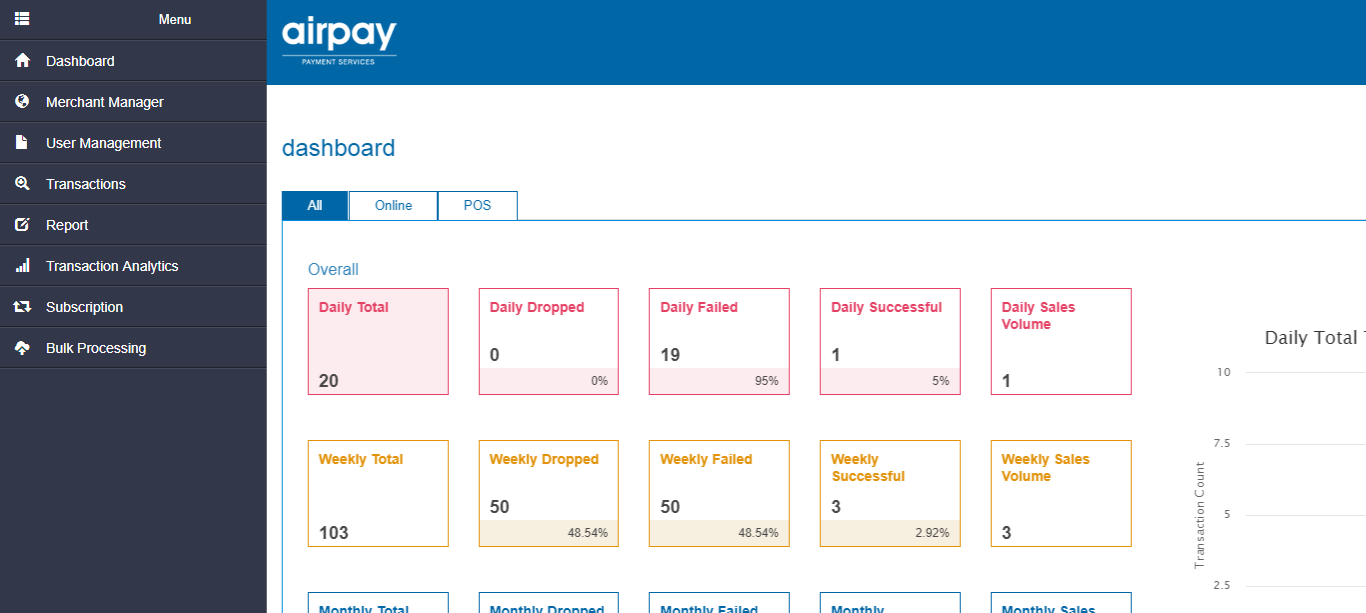 Menu
Dashboard
Merchant Manager
User Management
Transactions
Report
Transaction Analytics
Subscription
Bulk Processing
airpay
PAYMENT SERVICES
dashboard
All
Online
POS
Overall
Daily Total
20
Daily Dropped
0
0%
Daily Failed
19
95%
Daily Successful
1
5%
Daily Sales
Volume
1
Weekly Total
103
Weekly Dropped
50
48.54%
Weekly Failed
50
48.54%
Weekly
Successful
3
2.92%
Weekly Sales
Volume
3
Monthly Total
Monthly Dropped
Monthly Failed
Monthly
Monthly Sales
Daily Total
10
7.5
5
2.5
Transaction Count